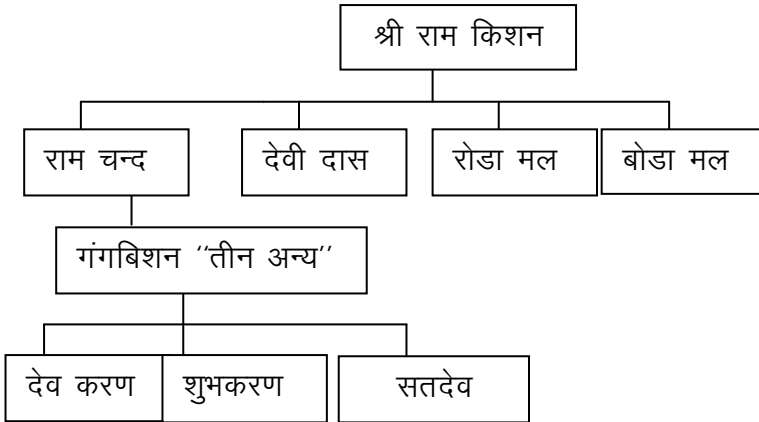 श्री राम किशन
राम चन्द
देवी दास
रोडा मल
बोडा मल
गंगबिशन ‘‘तीन अन्य’’
देव करण
शुभकरण
सतदेव